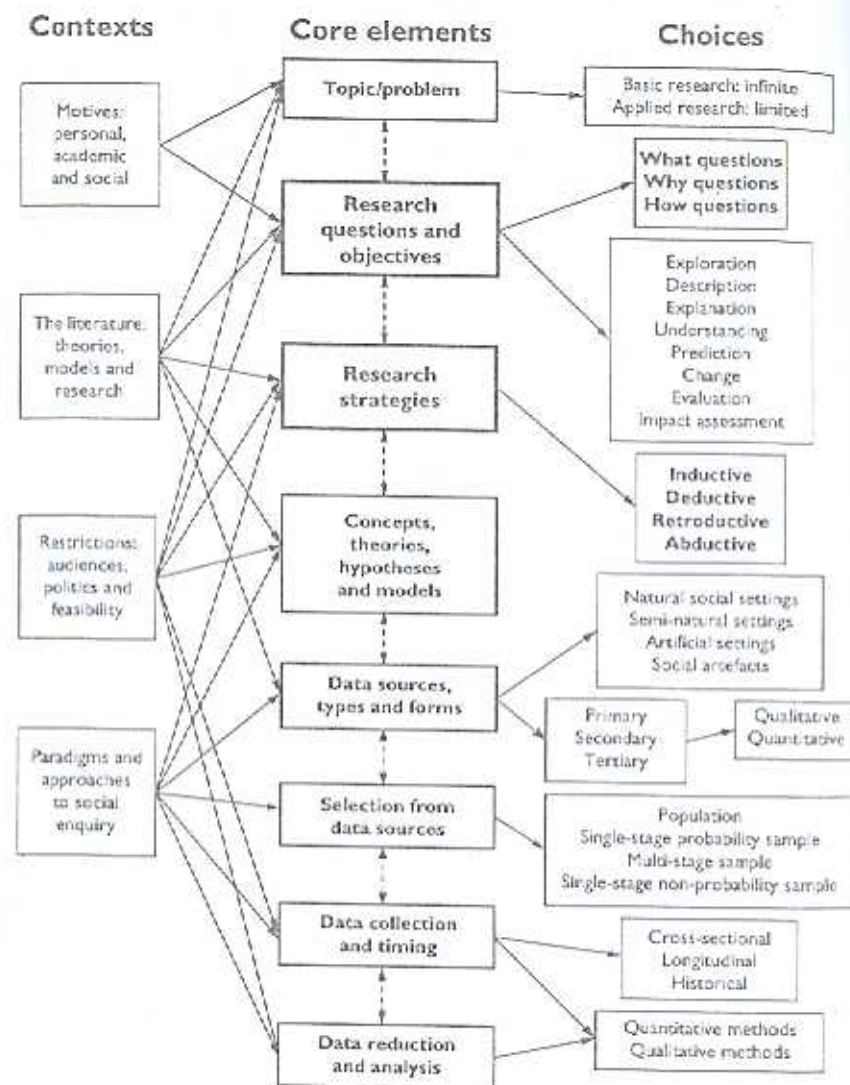 Contexts
Core elements
Choices
Motives:
personal,
academic
and social
The literature:
theories,
models and
research
Restrictions:
audiences,
politics and
feasibility
Paradigms and
approaches
to social
enquiry
Topic/problem
Research
questions and
objectives
Research
strategies
Concepts,
theories,
hypotheses
and models
Data sources,
types and forms
Selection from
data sources
Data collection
and timing
Data reduction
and analysis
Basic research: infinite
Applied research: limited
What questions
Why questions
How questions
Exploration
Description
Explanation
Understanding
Prediction
Change
Evaluation
Impact assessment
Inductive
Deductive
Retroductive
Abductive
Natural social settings
Semi-natural settings
Artificial settings
Social artefacts
Primary
Secondary
Tertiary
Qualitative
Quantitative
Population
Single-stage probability sample
Multi-stage sample
Single-stage non-probability sample
Cross-sectional
Longitudinal
Historical
Quantitative methods
Qualitative methods